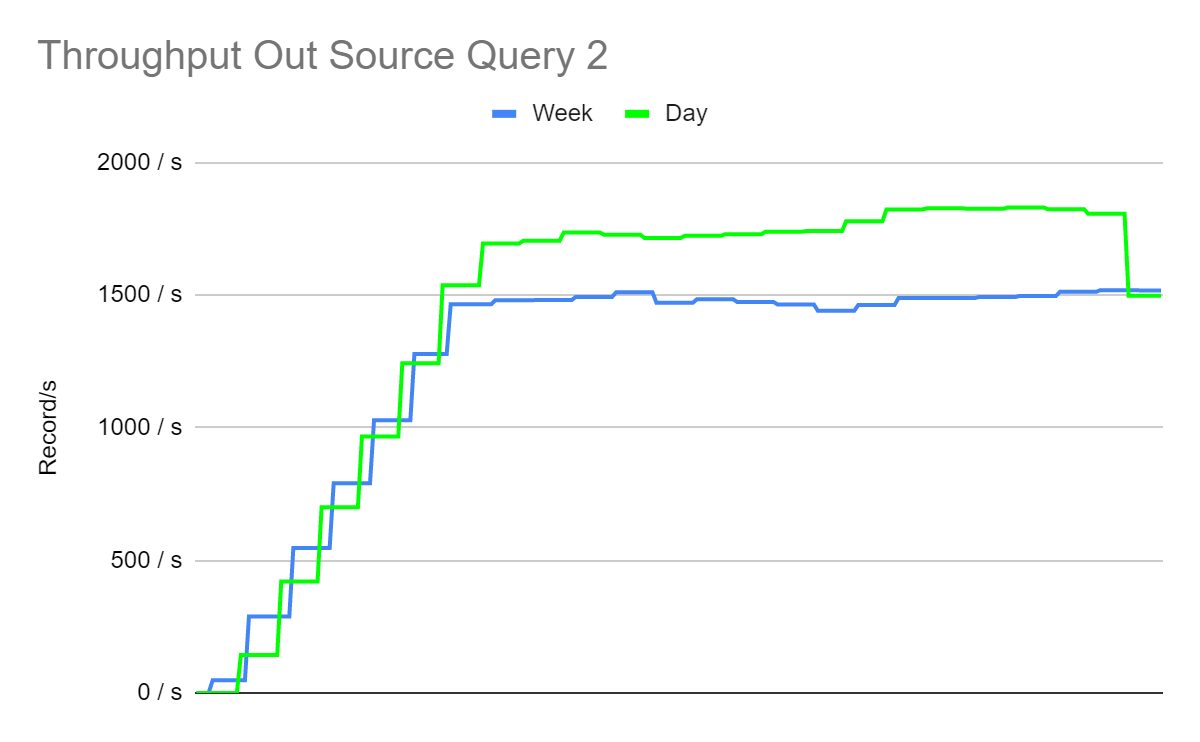 Throughput Out Source Query 2
Week Day
2000 / s
1500 / s
1000 / s
500 / s
0 / s
Record/s